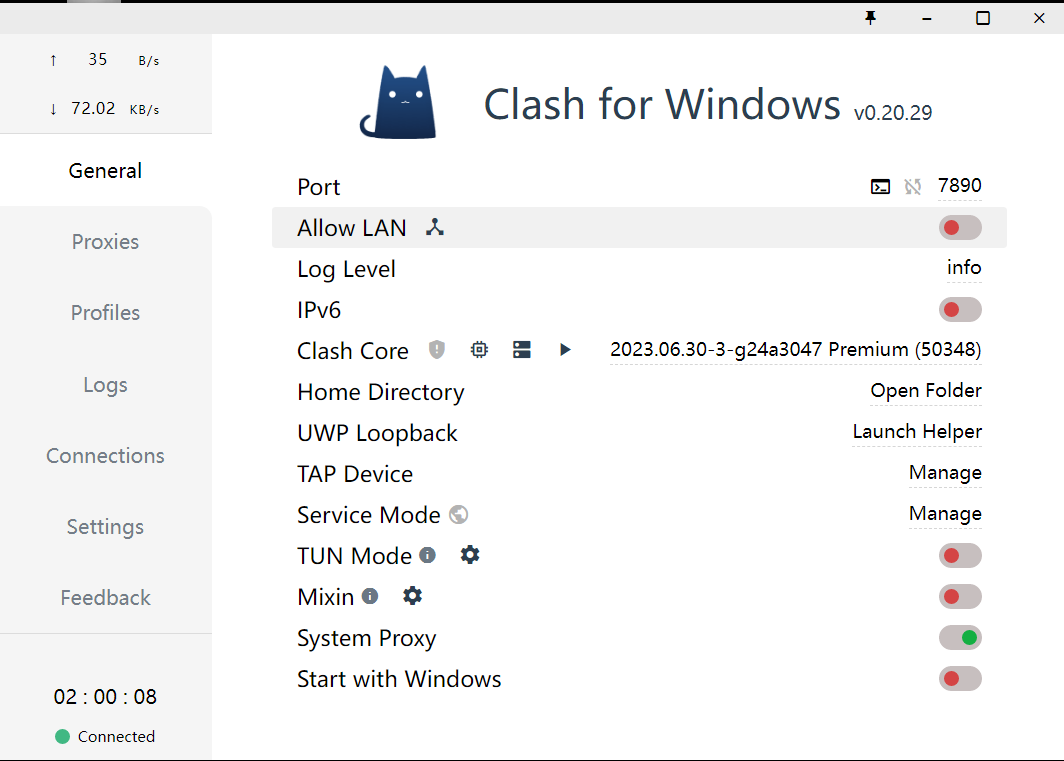 ↑ 35 B/s
↓ 72.02 KB/s
General
Proxies
Profiles
Logs
Connections
Settings
Feedback
02 : 00 : 08
Connected
Clash for Windows v0.20.29
Port 7890
Allow LAN
Log Level info
IPv6
Clash Core 2023.06.30-3-g24a3047 Premium (50348)
Home Directory Open Folder
UWP Loopback Launch Helper
TAP Device Manage
Service Mode Manage
TUN Mode
Mixin
System Proxy
Start with Windows